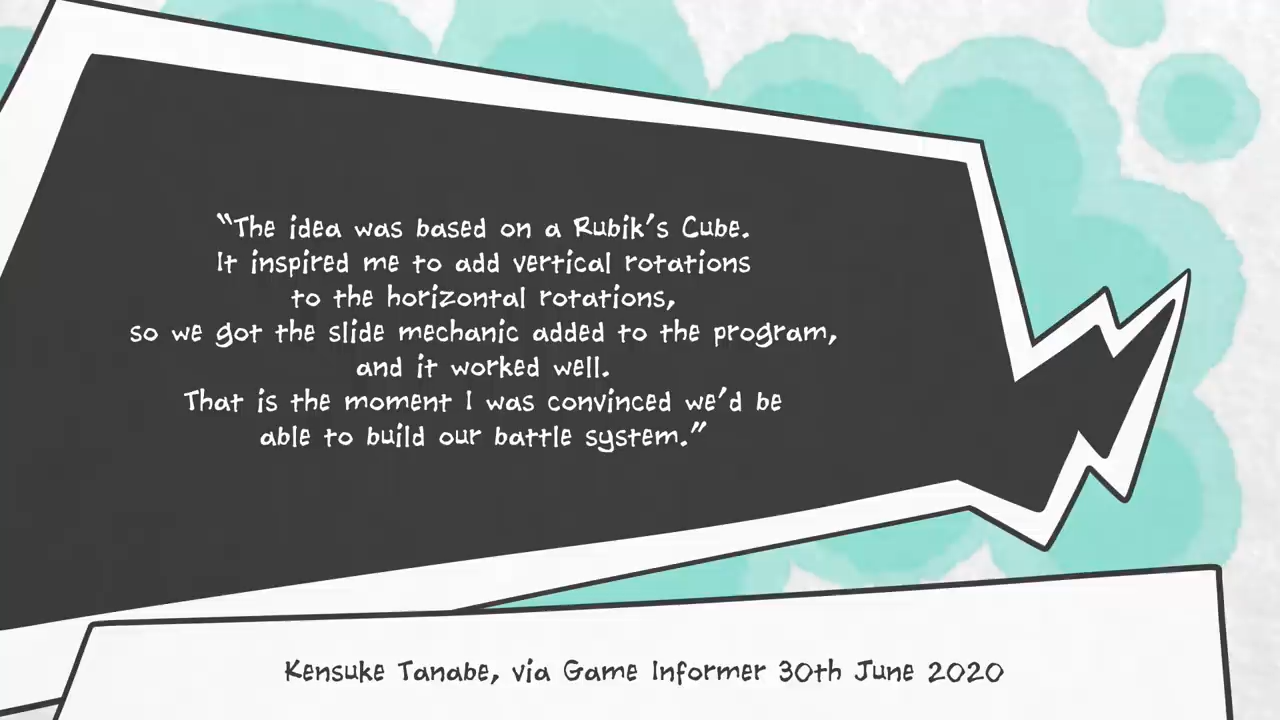 “The idea was based on a Rubik’s Cube.
It inspired me to add vertical rotations
to the horizontal rotations,
so we got the slide mechanic added to the program,
and it worked well.
That is the moment I was convinced we’d be
able to build our battle system.”
Kensuke Tanabe, via Game Informer 30th June 2020